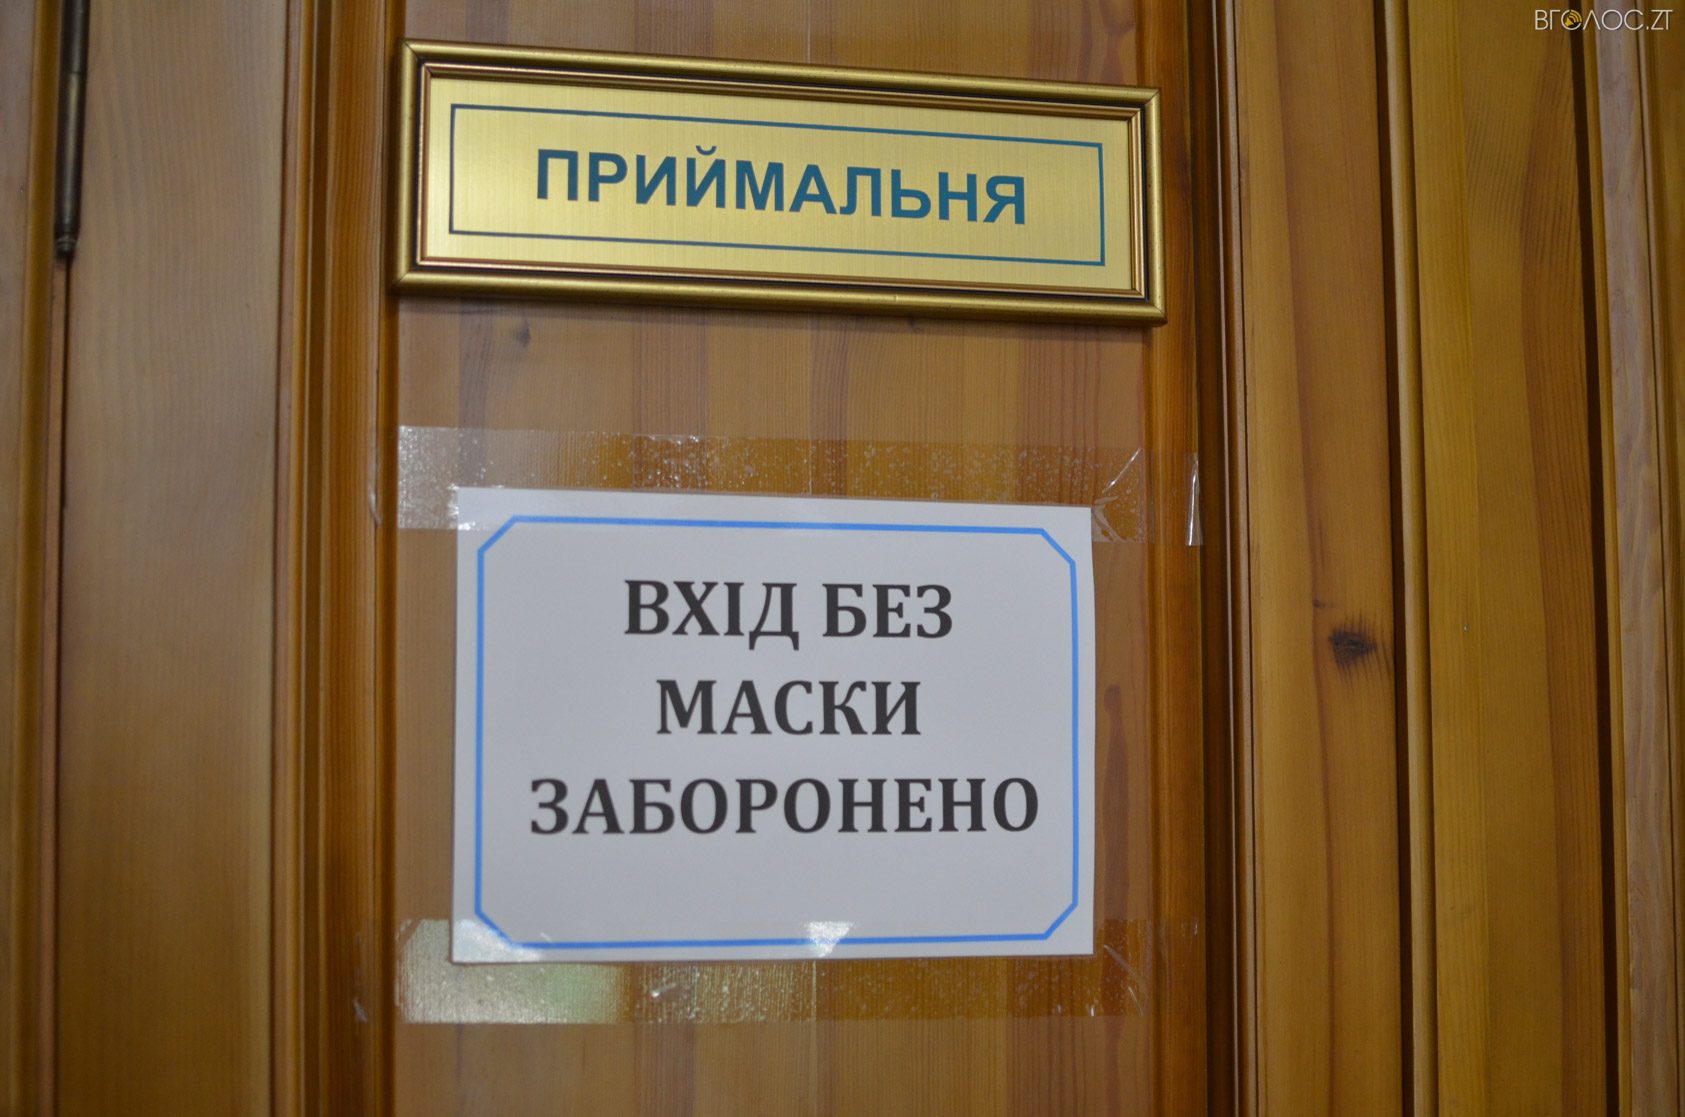 ВГОЛОС.ZT
ПРИЙМАЛЬНЯ
ВХІД БЕЗ
МАСКИ
ЗАБОРОНЕНО